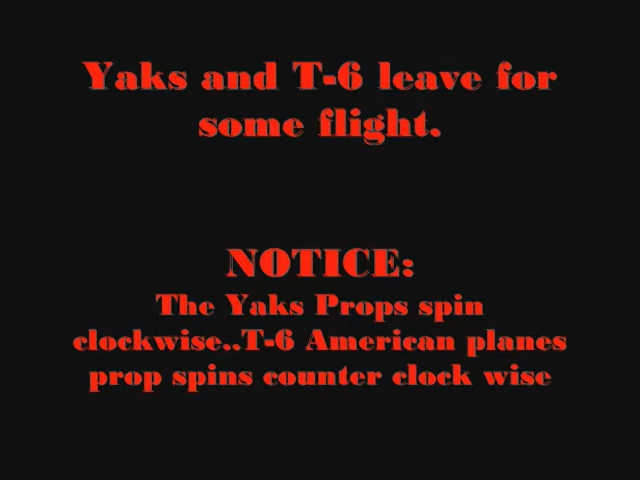 Yaks and T-6 leave for
some flight.
NOTICE:
The Yaks Props spin
clockwise..T-6 American planes
prop spins counter clock wise